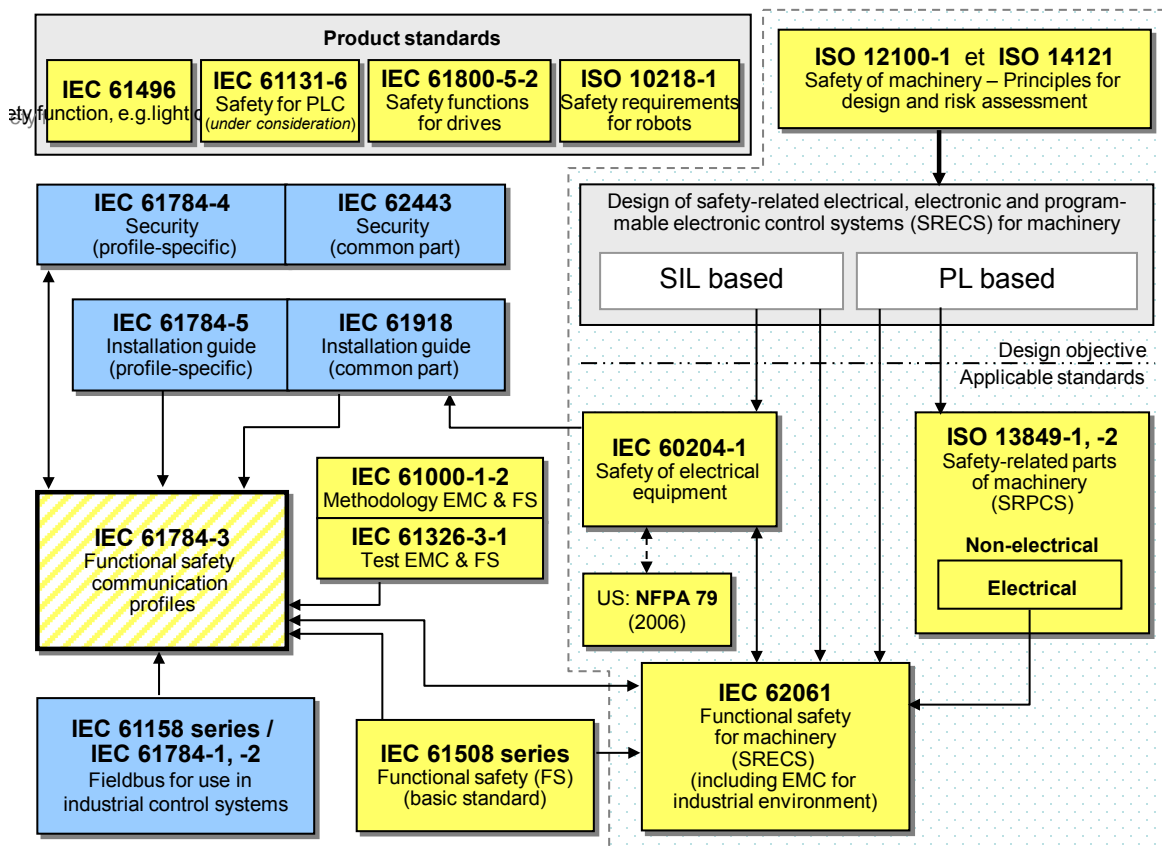 Product standards
IEC 61496
ety function, e.g.light c
IEC 61131-6
Safety for PLC
(under consideration)
IEC 61800-5-2
Safety functions
for drives
ISO 10218-1
Safety requirements
for robots
ISO 12100-1 et ISO 14121
Safety of machinery – Principles for
design and risk assessment
IEC 61784-4
Security
(profile-specific)
IEC 62443
Security
(common part)
Design of safety-related electrical, electronic and program-
mable electronic control systems (SRECS) for machinery
SIL based
PL based
IEC 61784-5
Installation guide
(profile-specific)
IEC 61918
Installation guide
(common part)
Design objective
Applicable standards
IEC 60204-1
Safety of electrical
equipment
ISO 13849-1, -2
Safety-related parts
of machinery
(SRPCS)
Non-electrical
Electrical
IEC 61000-1-2
Methodology EMC & FS
IEC 61326-3-1
Test EMC & FS
IEC 61784-3
Functional safety
communication
profiles
US: NFPA 79
(2006)
IEC 62061
Functional safety
for machinery
(SRECS)
(including EMC for
industrial environment)
IEC 61158 series /
IEC 61784-1, -2
Fieldbus for use in
industrial control systems
IEC 61508 series
Functional safety (FS)
(basic standard)